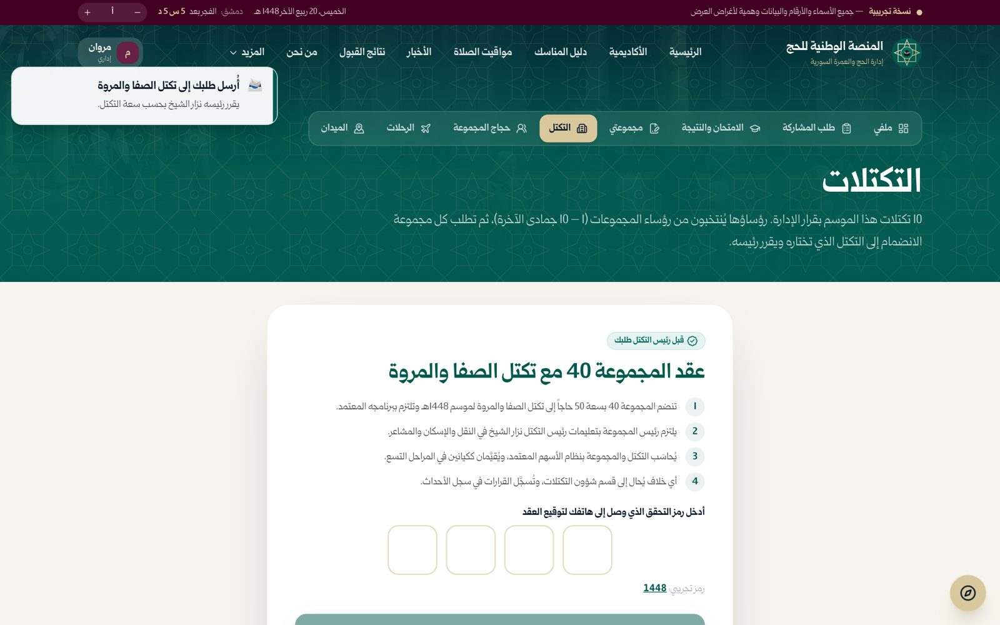 نسخة تجريبية — جميع الأسماء والأرقام والبيانات وهمية لأغراض العرض
الخميس، 20 ربيع الآخر 1448 هـ
دمشق: الفجر بعد 5 س 5 د
− أ +
المنصة الوطنية للحج
إدارة الحج والعمرة السورية
الرئيسية
الأكاديمية
دليل المناسك
مواقيت الصلاة
الأخبار
نتائج القبول
من نحن
المزيد
م
مروان
إداري
أُرسل طلبك إلى تكتل الصفا والمروة
يقرر رئيسه نزار الشيخ بحسب سعة التكتل.
ملفي
طلب المشاركة
الامتحان والنتيجة
مجموعتي
التكتل
حجاج المجموعة
الرحلات
الميدان
التكتلات
10 تكتلات هذا الموسم بقرار الإدارة. رؤساؤها يُنتخبون من رؤساء المجموعات (1 – 10 جمادى الآخرة)، ثم تطلب كل مجموعة
الانضمام إلى التكتل الذي تختاره ويقرر رئيسه.
قبل رئيس التكتل طلبك
عقد المجموعة 40 مع تكتل الصفا والمروة
1 تنضم المجموعة 40 بسعة 50 حاجاً إلى تكتل الصفا والمروة لموسم 1448هـ وتلتزم ببرنامجه المعتمد.
2 يلتزم رئيس المجموعة بتعليمات رئيس التكتل نزار الشيخ في النقل والإسكان والمشاعر.
3 يُحاسَب التكتل والمجموعة بنظام الأسهم المعتمد، ويُقيَّمان ككيانين في المراحل التسع.
4 أي خلاف يُحال إلى قسم شؤون التكتلات، وتُسجَّل القرارات في سجل الأحداث.
أدخل رمز التحقق الذي وصل إلى هاتفك لتوقيع العقد
رمز تجريبي: 1448